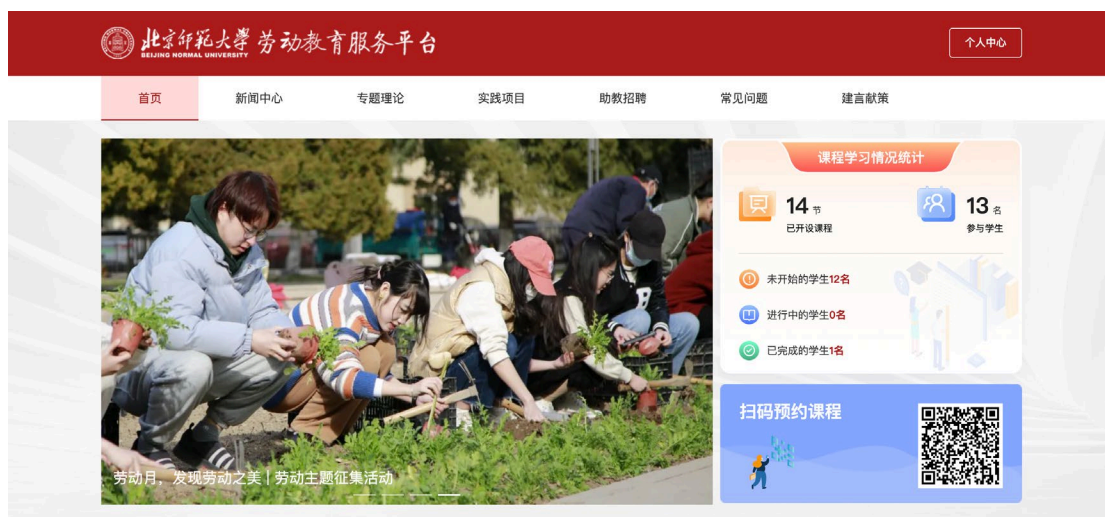 北京师范大学 劳动教育服务平台
BEIJING NORMAL UNIVERSITY
个人中心
首页 新闻中心 专题理论 实践项目 助教招聘 常见问题 建言献策
劳动月，发现劳动之美 | 劳动主题征集活动
课程学习情况统计
14 节
已开设课程
13 名
参与学生
未开始的学生12名
进行中的学生0名
已完成的学生1名
扫码预约课程